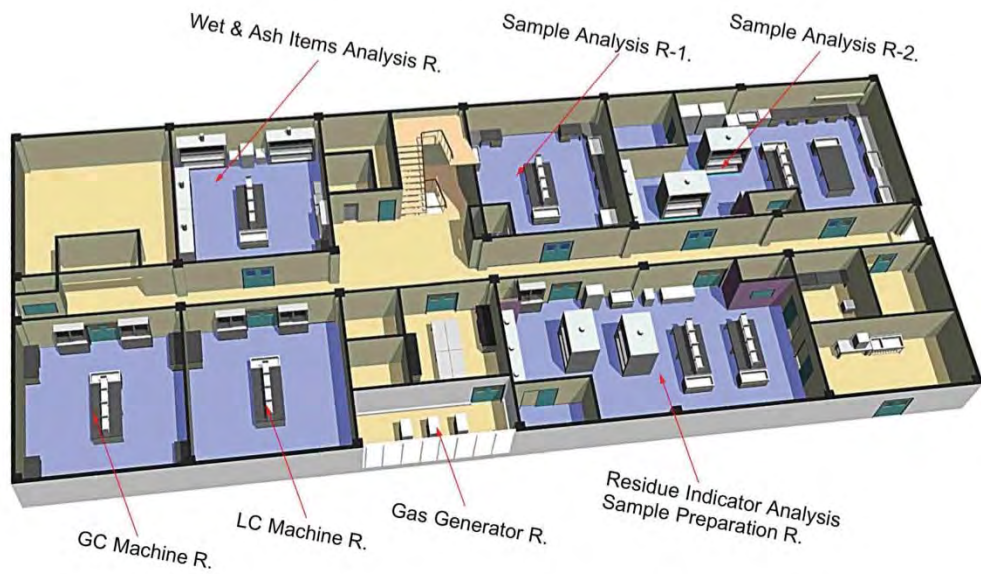 Wet & Ash Items Analysis R.
Sample Analysis R-1.
Sample Analysis R-2.
GC Machine R.
LC Machine R.
Gas Generator R.
Residue Indicator Analysis
Sample Preparation R.